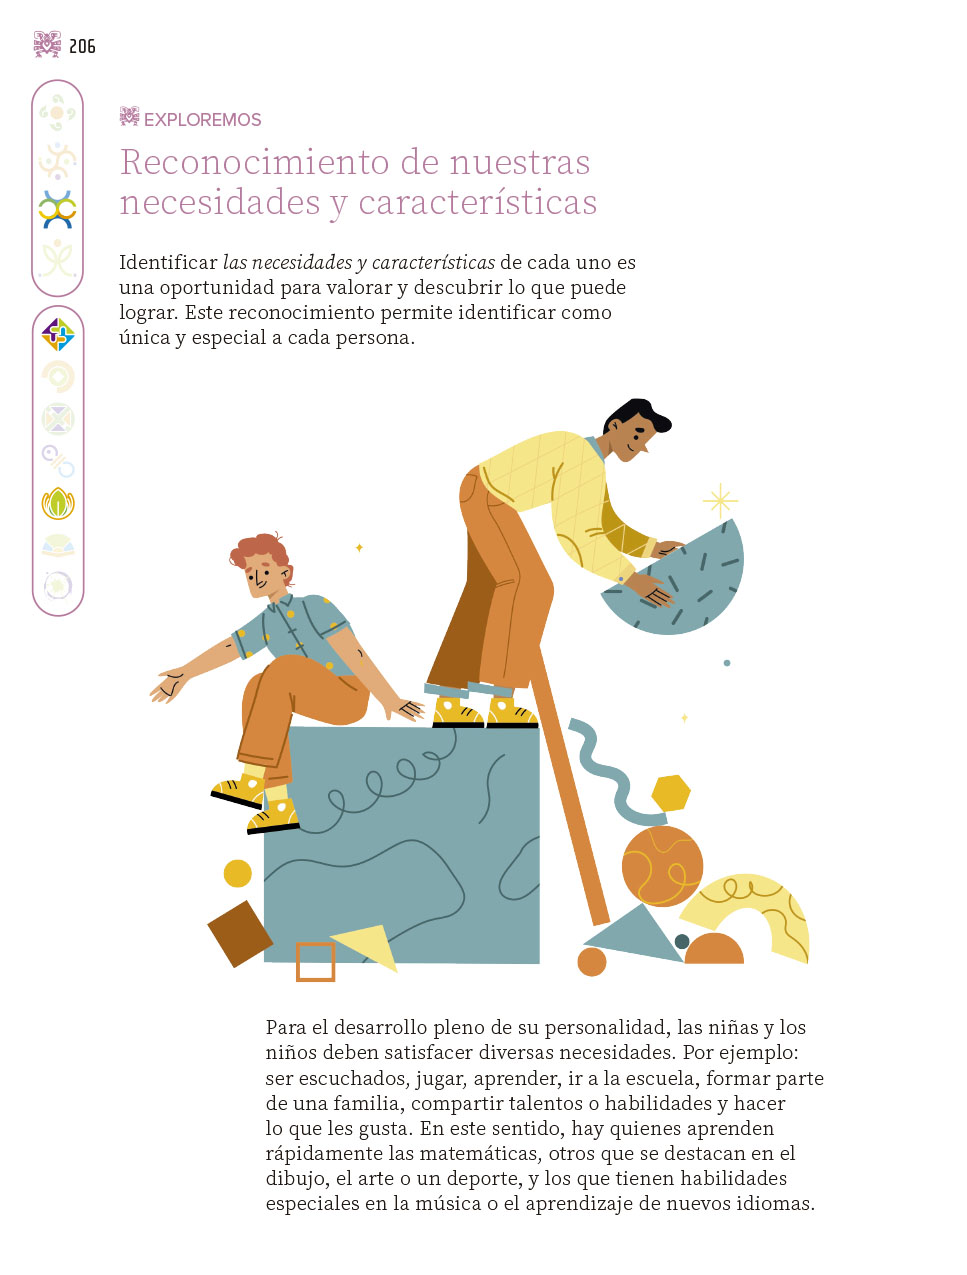 206
EXPLOREMOS
Reconocimiento de nuestras
necesidades y características
Identificar las necesidades y características de cada uno es
una oportunidad para valorar y descubrir lo que puede
lograr. Este reconocimiento permite identificar como
única y especial a cada persona.
Para el desarrollo pleno de su personalidad, las niñas y los
niños deben satisfacer diversas necesidades. Por ejemplo:
ser escuchados, jugar, aprender, ir a la escuela, formar parte
de una familia, compartir talentos o habilidades y hacer
lo que les gusta. En este sentido, hay quienes aprenden
rápidamente las matemáticas, otros que se destacan en el
dibujo, el arte o un deporte, y los que tienen habilidades
especiales en la música o el aprendizaje de nuevos idiomas.